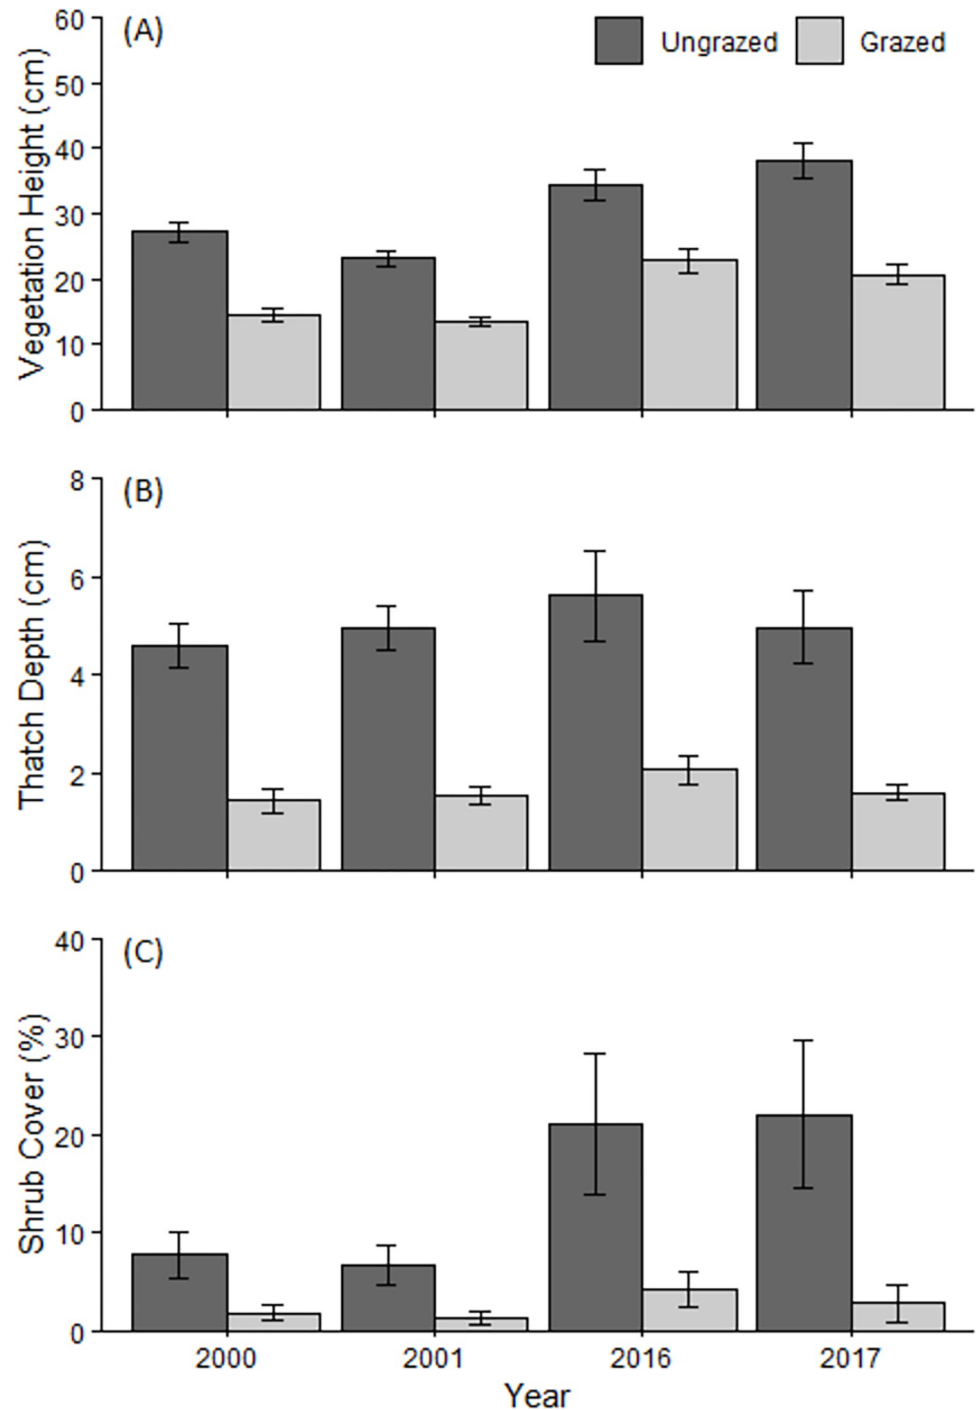 (A)
Ungrazed Grazed
Vegetation Height (cm)
60
50
40
30
20
10
0
(B)
Thatch Depth (cm)
8
6
4
2
0
(C)
Shrub Cover (%)
40
30
20
10
0
2000 2001 2016 2017
Year